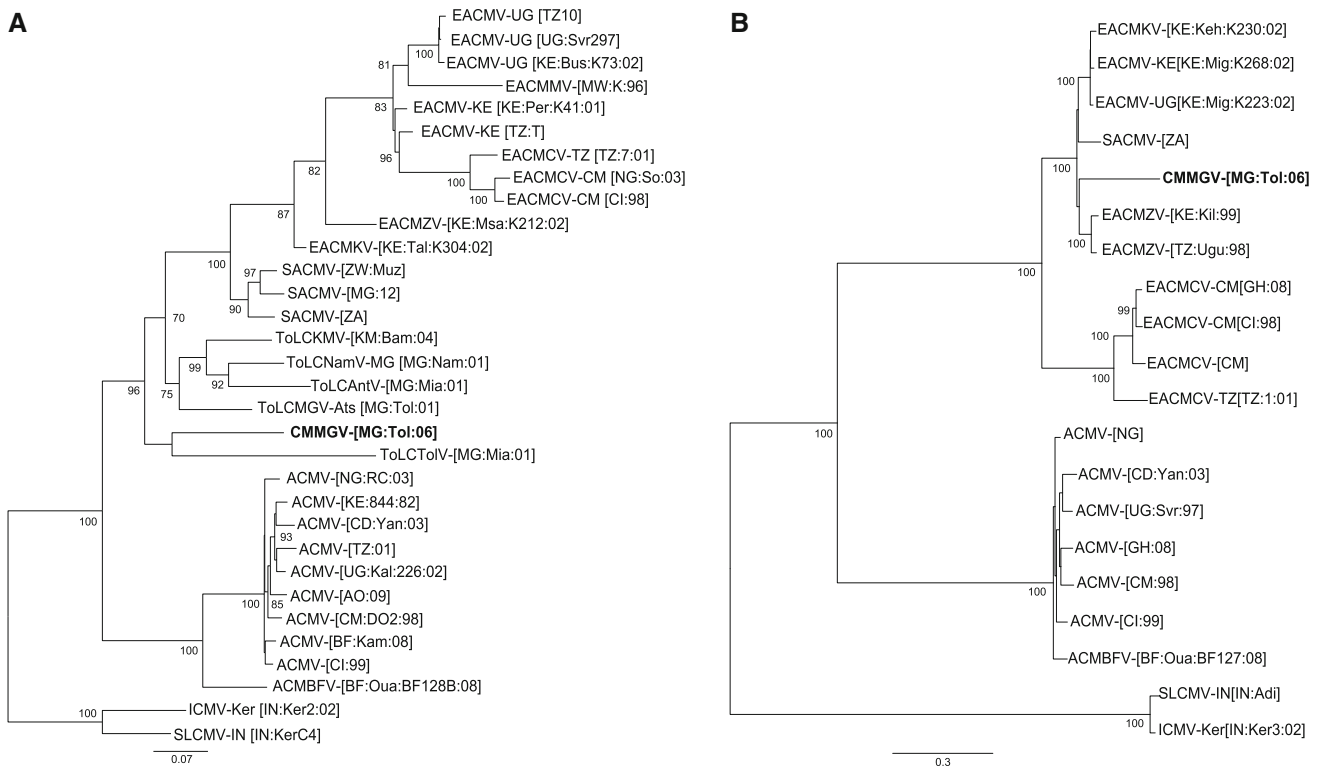 A
EACMV-UG [TZ10]
EACMV-UG [UG:Svr297]
100
EACMV-UG [KE:Bus:K73:02]
81
EACMMV-[MW:K:96]
83
EACMV-KE [KE:Per:K41:01]
EACMV-KE [TZ:T]
96
EACMCV-TZ [TZ:7:01]
82
EACMCV-CM [NG:So:03]
100
EACMCV-CM [CI:98]
100
87
EACMZV-[KE:Msa:K212:02]
EACMKV-[KE:Tal:K304:02]
100
SACMV-[ZW:Muz]
97
SACMV-[MG:12]
90
SACMV-[ZA]
70
ToLCKMV-[KM:Bam:04]
ToLCNamV-MG [MG:Nam:01]
99
ToLCAntV-[MG:Mia:01]
92
96
75
ToLCMGV-Ats [MG:Tol:01]
CMMGV-[MG:Tol:06]
ToLCTolV-[MG:Mia:01]
ACMV-[NG:RC:03]
ACMV-[KE:844:82]
100
ACMV-[CD:Yan:03]
93
ACMV-[TZ:01]
ACMV-[UG:Kal:226:02]
ACMV-[AO:09]
100
85
ACMV-[CM:DO2:98]
ACMV-[BF:Kam:08]
100
ACMV-[CI:99]
ACMBFV-[BF:Oua:BF128B:08]
ICMV-Ker [IN:Ker2:02]
100
SLCMV-IN [IN:KerC4]
0.07
B
EACMKV-[KE:Keh:K230:02]
EACMV-KE[KE:Mig:K268:02]
100
EACMV-UG[KE:Mig:K223:02]
SACMV-[ZA]
100
CMMGV-[MG:Tol:06]
EACMZV-[KE:Kil:99]
100
EACMZV-[TZ:Ugu:98]
100
EACMCV-CM[GH:08]
99
EACMCV-CM[CI:98]
100
EACMCV-[CM]
100
EACMCV-TZ[TZ:1:01]
100
ACMV-[NG]
ACMV-[CD:Yan:03]
ACMV-[UG:Svr:97]
ACMV-[GH:08]
ACMV-[CM:98]
100
ACMV-[CI:99]
ACMBFV-[BF:Oua:BF127:08]
SLCMV-IN[IN:Adi]
100
ICMV-Ker[IN:Ker3:02]
0.3